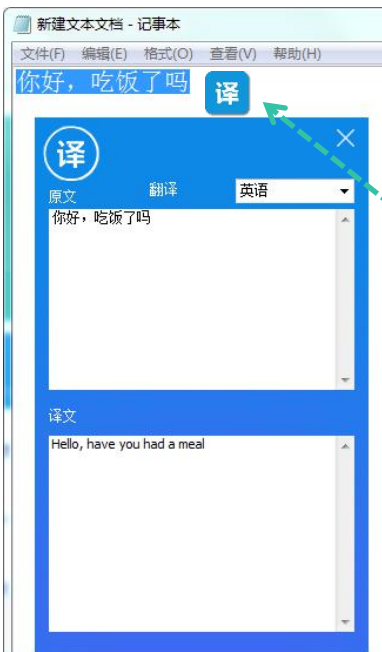 新建文本文档 - 记事本
文件(F) 编辑(E) 格式(O) 查看(V) 帮助(H)
你好，吃饭了吗
译
译
原文 翻译 英语
你好，吃饭了吗
译文
Hello, have you had a meal